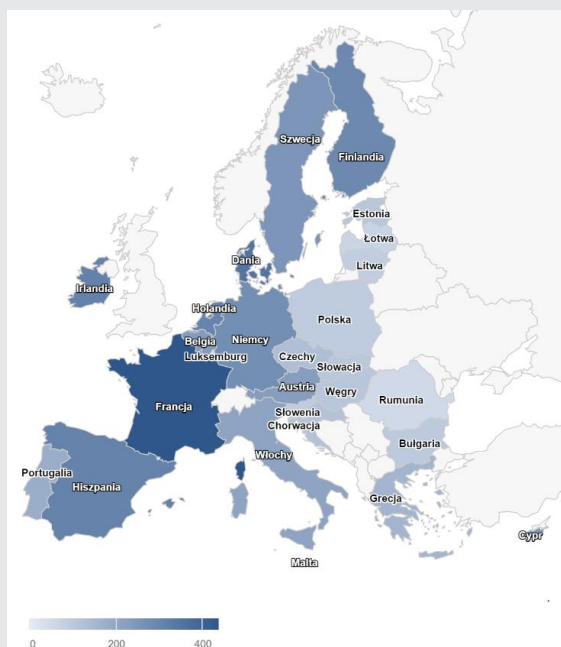 Szwecja
Finlandia
Estonia
Łotwa
Dania
Litwa
Irlandia
Holandia
Polska
Belgia
Niemcy
Luksemburg
Czechy
Słowacja
Austria
Węgry
Rumunia
Francja
Słowenia
Chorwacja
Bułgaria
Włochy
Portugalia
Hiszpania
Grecja
Cypr
Malta
0 200 400